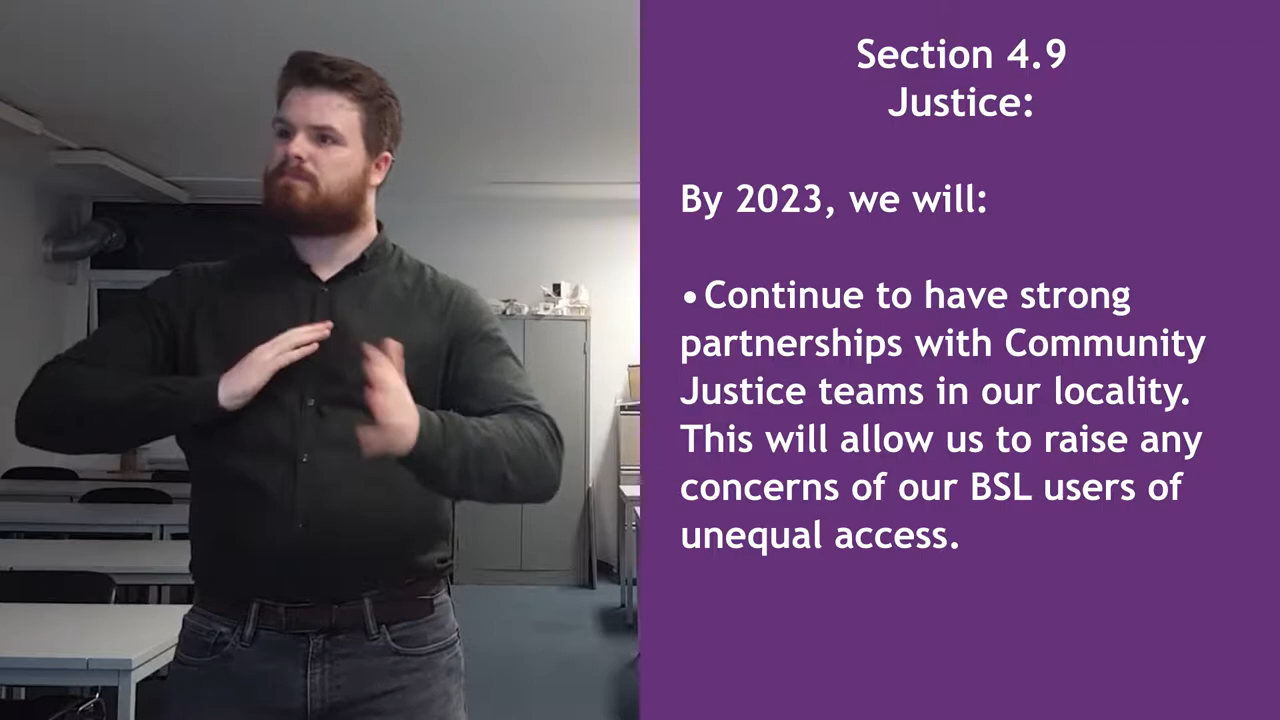 Section 4.9
Justice:
By 2023, we will:
•Continue to have strong
partnerships with Community
Justice teams in our locality.
This will allow us to raise any
concerns of our BSL users of
unequal access.